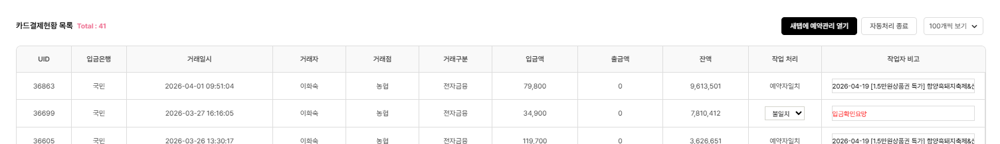 카드결제현황 목록 Total : 41 새탭에 예약관리 열기 자동처리 종료 100개씩 보기
UID 입금은행 거래일시 거래자 거래점 거래구분 입금액 출금액 잔액 작업 처리 작업자 비고
36863 국민 2026-04-01 09:51:04 이화숙 농협 전자금융 79,800 0 9,613,501 예약자일치 2026-04-19 [1.5만원상품권 특가] 함양흑돼지축제&산
36699 국민 2026-03-27 16:16:05 이화숙 농협 전자금융 34,900 0 7,810,412 불일치 입금확인요망
36605 국민 2026-03-26 13:30:17 이화숙 농협 전자금융 119,700 0 3,626,651 예약자일치 2026-04-19 [1.5만원상품권 특가] 함양흑돼지축제&산